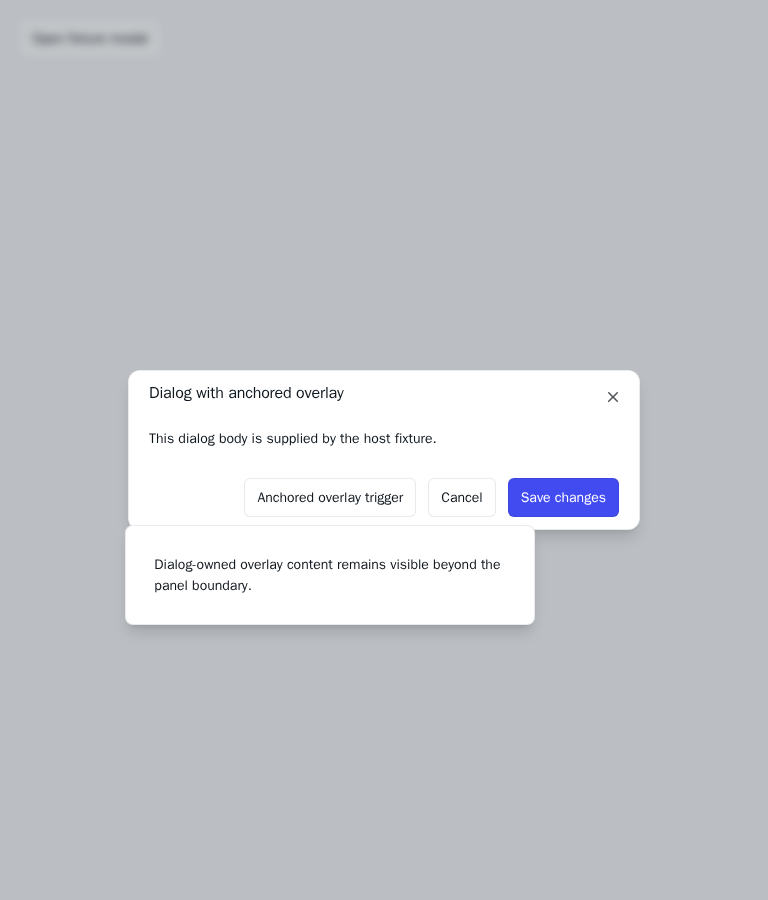 Open fixture modal
Dialog with anchored overlay
This dialog body is supplied by the host fixture.
Anchored overlay trigger
Cancel
Save changes
Dialog-owned overlay content remains visible beyond the
panel boundary.